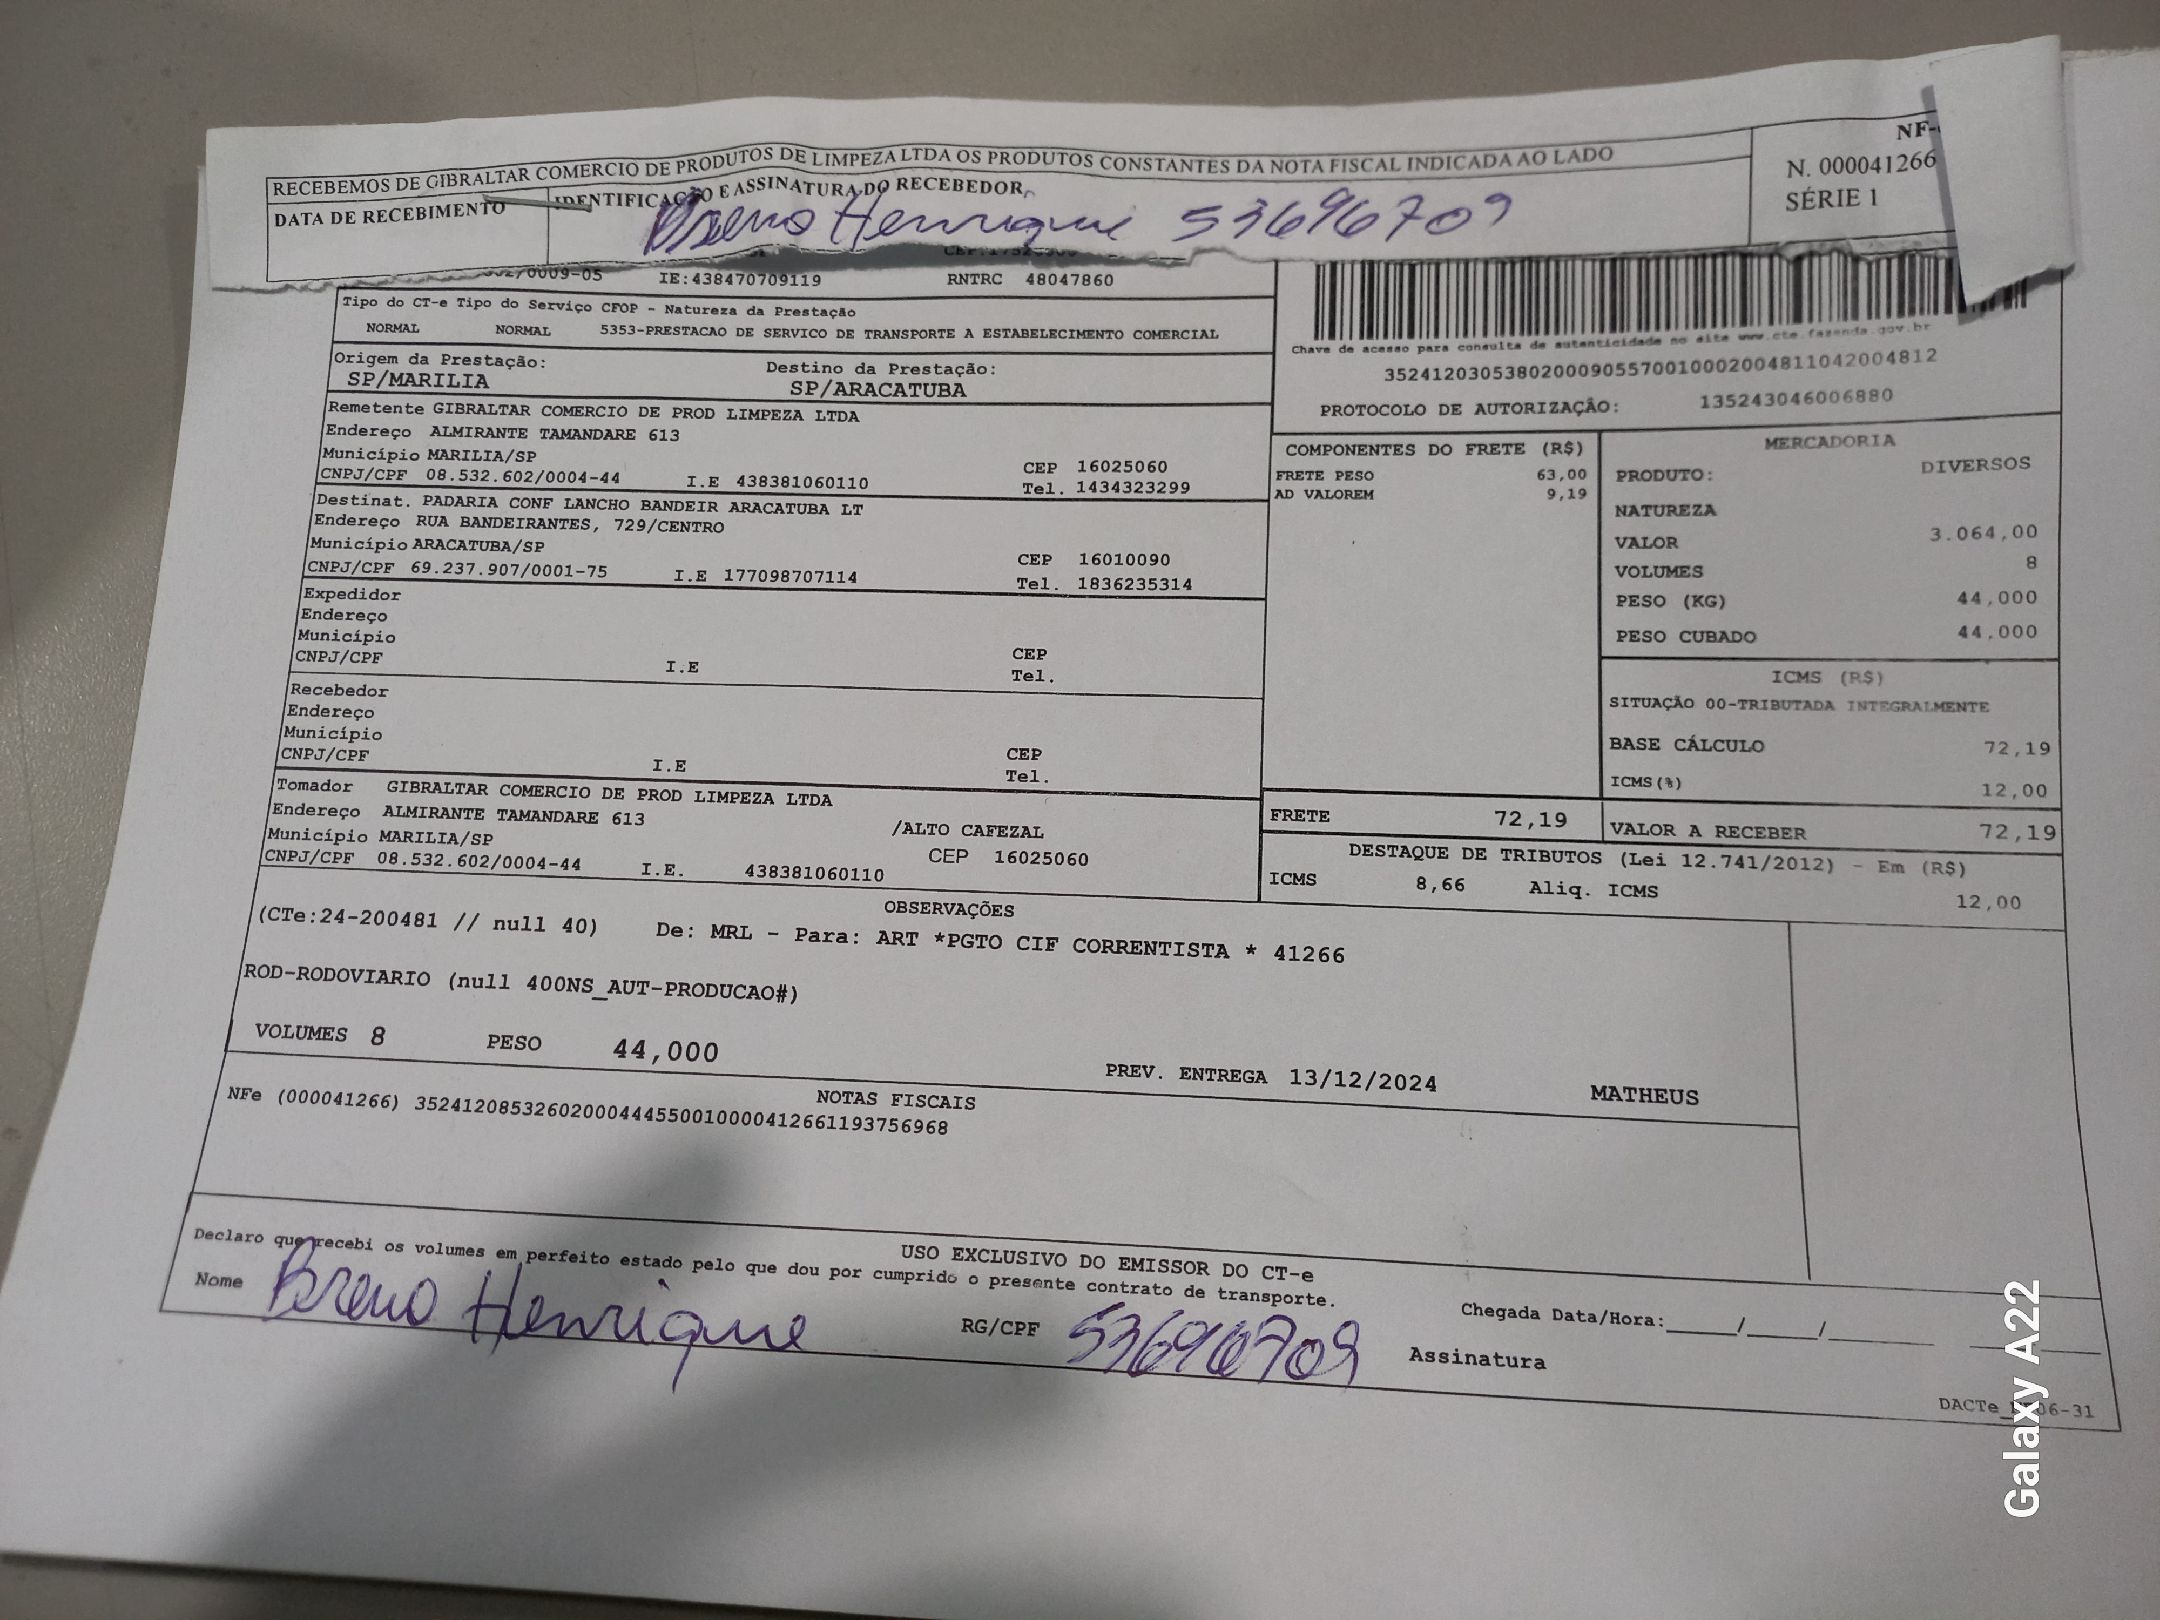 RECEBEMOS DE GIBRALTAR COMERCIO DE PRODUTOS DE LIMPEZA LTDA OS PRODUTOS CONSTANTES DA NOTA FISCAL INDICADA AO LADO
NF-
N. 000041266
SÉRIE 1
DATA DE RECEBIMENTO
IDENTIFICAÇÃO E ASSINATURA DO RECEBEDOR
Breno Henrique 53696709
/0009-05 IE:438470709119 RNTRC 48047860
Tipo do CT-e Tipo do Serviço CFOP - Natureza da Prestação
NORMAL NORMAL 5353-PRESTACAO DE SERVICO DE TRANSPORTE A ESTABELECIMENTO COMERCIAL
Origem da Prestação: Destino da Prestação:
SP/MARILIA SP/ARACATUBA
Chave de acesso para consulta de autenticidade no site www.cte.fazenda.gov.br
35241203053802000905570010002004811042004812
PROTOCOLO DE AUTORIZAÇÃO: 135243046006880
Remetente GIBRALTAR COMERCIO DE PROD LIMPEZA LTDA
Endereço ALMIRANTE TAMANDARE 613
Município MARILIA/SP CEP 16025060
CNPJ/CPF 08.532.602/0004-44 I.E 438381060110 Tel. 1434323299
Destinat. PADARIA CONF LANCHO BANDEIR ARACATUBA LT
Endereço RUA BANDEIRANTES, 729/CENTRO
Município ARACATUBA/SP CEP 16010090
CNPJ/CPF 69.237.907/0001-75 I.E 177098707114 Tel. 1836235314
Expedidor
Endereço
Município CEP
CNPJ/CPF I.E Tel.
Recebedor
Endereço
Município CEP
CNPJ/CPF I.E Tel.
Tomador GIBRALTAR COMERCIO DE PROD LIMPEZA LTDA
Endereço ALMIRANTE TAMANDARE 613 /ALTO CAFEZAL
Município MARILIA/SP CEP 16025060
CNPJ/CPF 08.532.602/0004-44 I.E. 438381060110
COMPONENTES DO FRETE (R$)
FRETE PESO 63,00
AD VALOREM 9,19
MERCADORIA
PRODUTO: DIVERSOS
NATUREZA
VALOR 3.064,00
VOLUMES 8
PESO (KG) 44,000
PESO CUBADO 44,000
ICMS (R$)
SITUAÇÃO 00-TRIBUTADA INTEGRALMENTE
BASE CÁLCULO 72,19
ICMS(%) 12,00
FRETE 72,19 VALOR A RECEBER 72,19
DESTAQUE DE TRIBUTOS (Lei 12.741/2012) - Em (R$)
ICMS 8,66 Aliq. ICMS 12,00
OBSERVAÇÕES
(CTe:24-200481 // null 40) De: MRL - Para: ART *PGTO CIF CORRENTISTA * 41266
ROD-RODOVIARIO (null 400NS_AUT-PRODUCAO#)
VOLUMES 8 PESO 44,000 PREV. ENTREGA 13/12/2024 MATHEUS
NOTAS FISCAIS
NFe (000041266) 35241208532602000444550010000412661193756968
USO EXCLUSIVO DO EMISSOR DO CT-e
Declaro que recebi os volumes em perfeito estado pelo que dou por cumprido o presente contrato de transporte.
Nome Breno Henrique RG/CPF 53696709 Assinatura
Chegada Data/Hora:____/____/______
DACTe_ 06-31
Galaxy A22